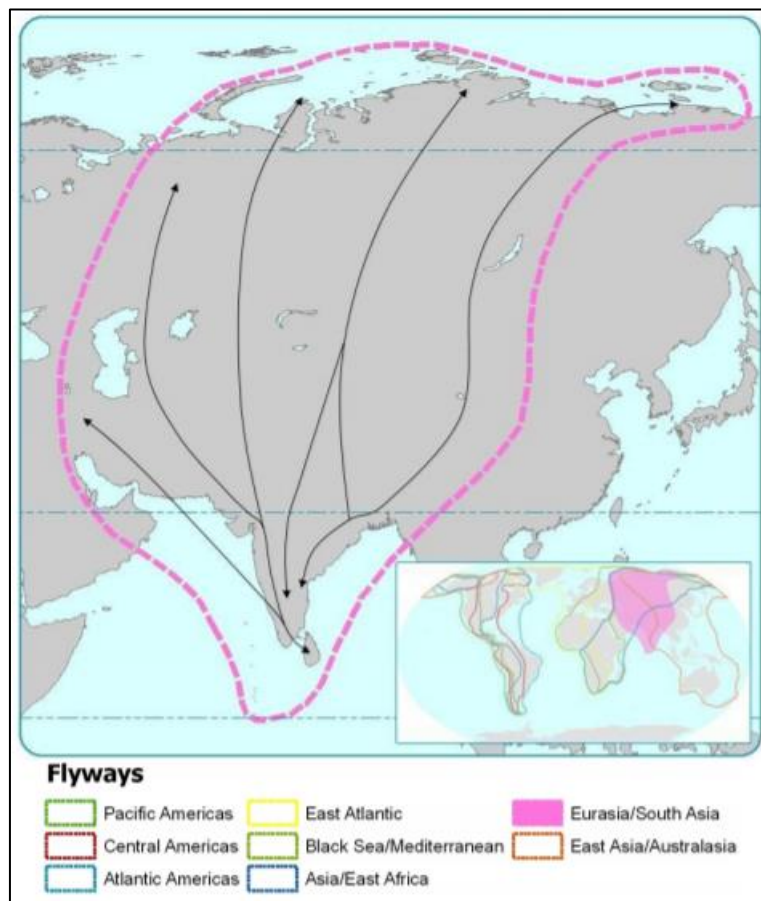 Flyways
Pacific Americas
East Atlantic
Eurasia/South Asia
Central Americas
Black Sea/Mediterranean
East Asia/Australasia
Atlantic Americas
Asia/East Africa